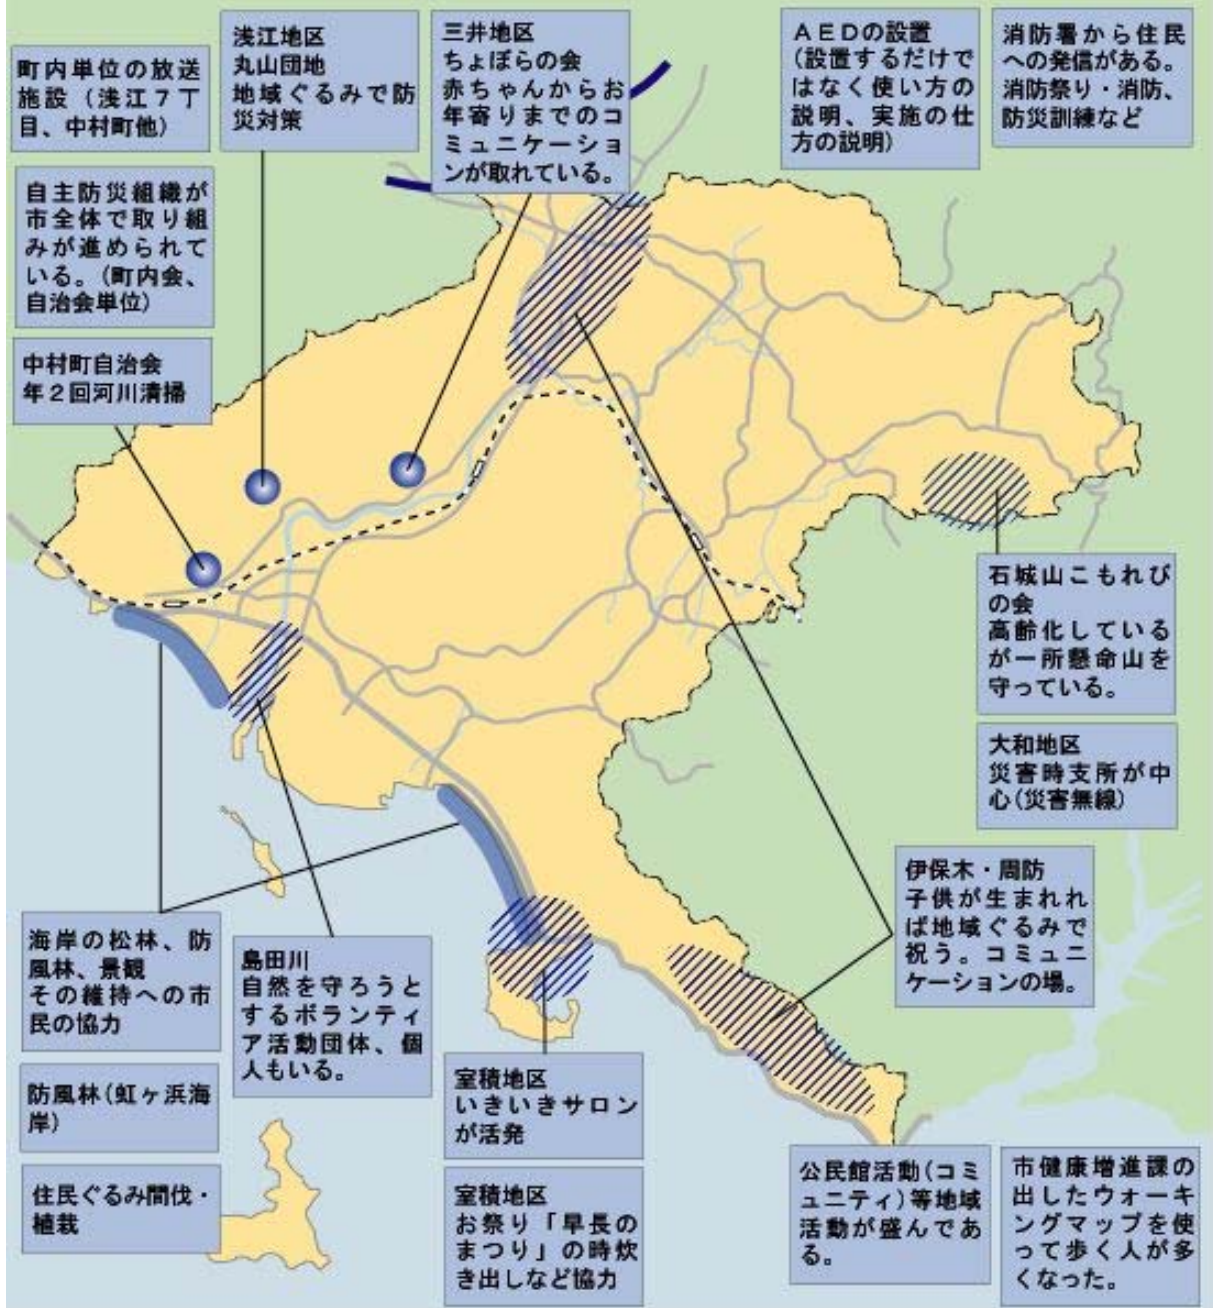 町内単位の放送
施設（浅江７丁
目、中村町他）
浅江地区
丸山団地
地域ぐるみで防
災対策
三井地区
ちょぼらの会
赤ちゃんからお
年寄りまでのコ
ミュニケーショ
ンが取れている。
ＡＥＤの設置
(設置するだけで
はなく使い方の
説明、実施の仕
方の説明)
消防署から住民
への発信がある。
消防祭り・消防、
防災訓練など
自主防災組織が
市全体で取り組
みが進められて
いる。(町内会、
自治会単位)
中村町自治会
年２回河川清掃
石城山こもれび
の会
高齢化している
が一所懸命山を
守っている。
大和地区
災害時支所が中
心(災害無線)
伊保木・周防
子供が生まれれ
ば地域ぐるみで
祝う。コミュニ
ケーションの場。
海岸の松林、防
風林、景観
その維持への市
民の協力
島田川
自然を守ろうと
するボランティ
ア活動団体、個
人もいる。
防風林(虹ヶ浜海
岸)
住民ぐるみ間伐・
植栽
室積地区
いきいきサロン
が活発
室積地区
お祭り「早長の
まつり」の時炊
き出しなど協力
公民館活動(コミ
ュニティ)等地域
活動が盛んであ
る。
市健康増進課の
出したウォーキ
ングマップを使
って歩く人が多
くなった。